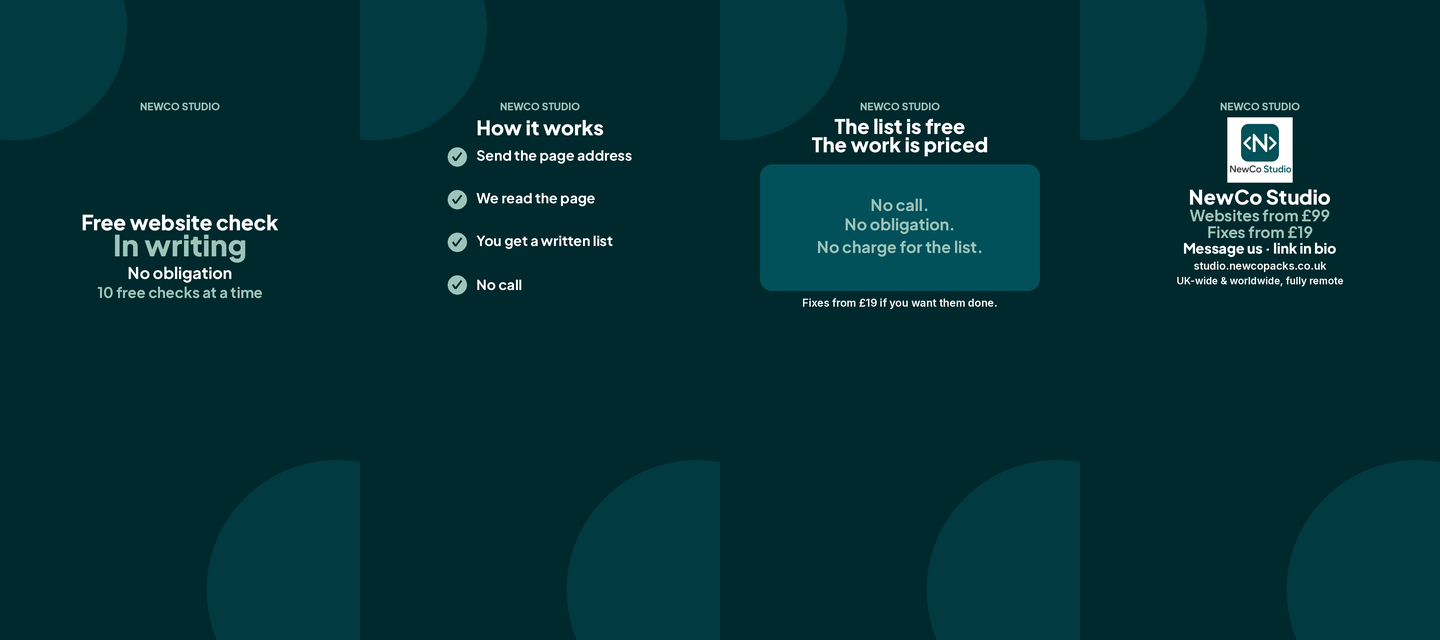 NEWCO STUDIO
Free website check
In writing
No obligation
10 free checks at a time
NEWCO STUDIO
How it works
Send the page address
We read the page
You get a written list
No call
NEWCO STUDIO
The list is free
The work is priced
No call.
No obligation.
No charge for the list.
Fixes from £19 if you want them done.
NEWCO STUDIO
<N>
NewCo Studio
NewCo Studio
Websites from £99
Fixes from £19
Message us · link in bio
studio.newcopacks.co.uk
UK-wide & worldwide, fully remote